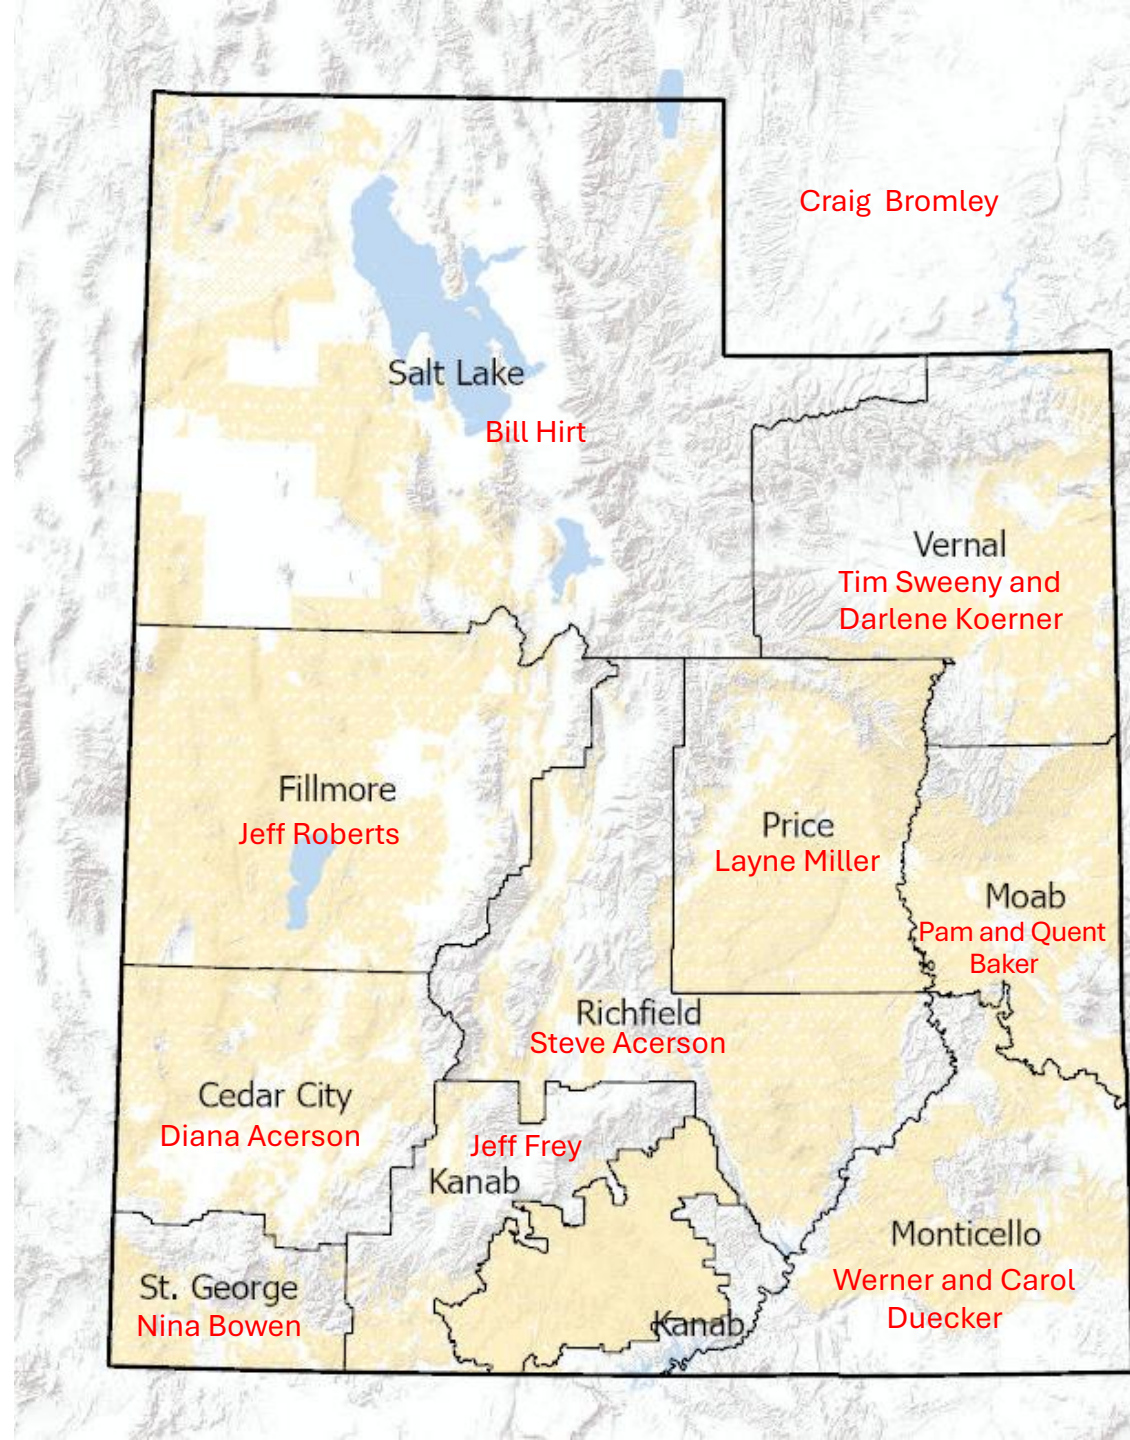 Craig Bromley
Salt Lake
Bill Hirt
Vernal
Tim Sweeny and
Darlene Koerner
Fillmore
Jeff Roberts
Price
Layne Miller
Moab
Pam and Quent
Baker
Richfield
Steve Acerson
Cedar City
Diana Acerson
Jeff Frey
Kanab
Monticello
Werner and Carol
Duecker
St. George
Nina Bowen
Kanab